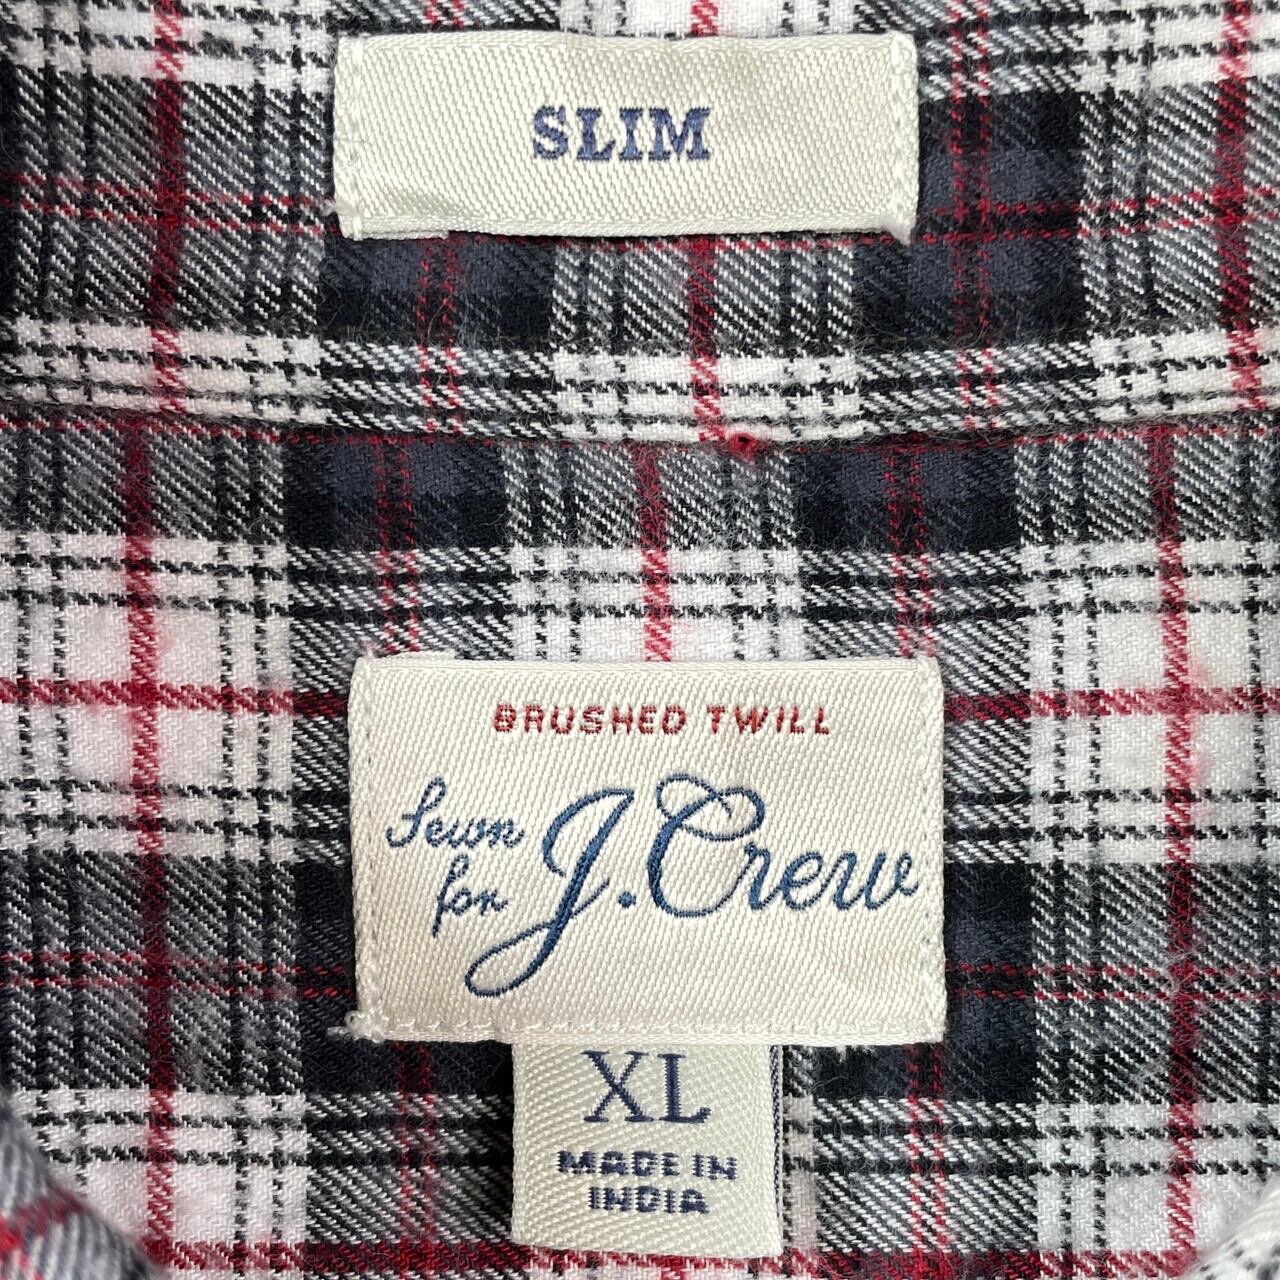 SLIM
BRUSHED TWILL
Sewn
for J.Crew
XL
MADE IN
INDIA